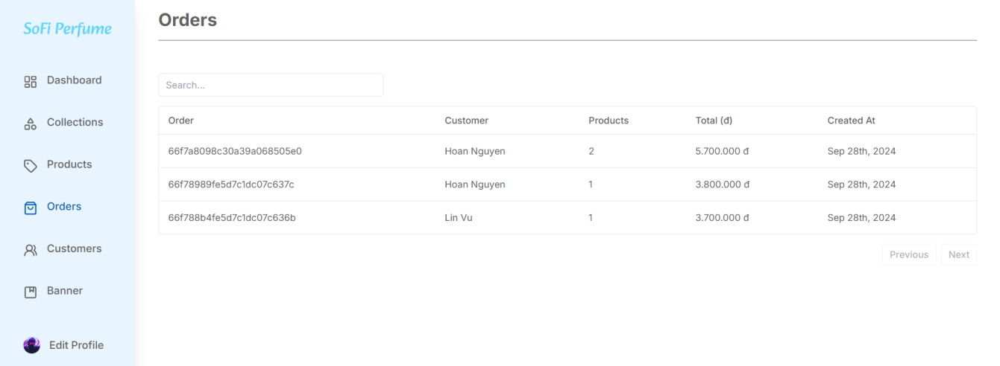 SoFi Perfume
Dashboard
Collections
Products
Orders
Customers
Banner
Edit Profile
Orders
Search...
Order Customer Products Total (đ) Created At
66f7a8098c30a39a068505e0 Hoan Nguyen 2 5.700.000 đ Sep 28th, 2024
66f78989fe5d7c1dc07c637c Hoan Nguyen 1 3.800.000 đ Sep 28th, 2024
66f788b4fe5d7c1dc07c636b Lin Vu 1 3.700.000 đ Sep 28th, 2024
Previous Next